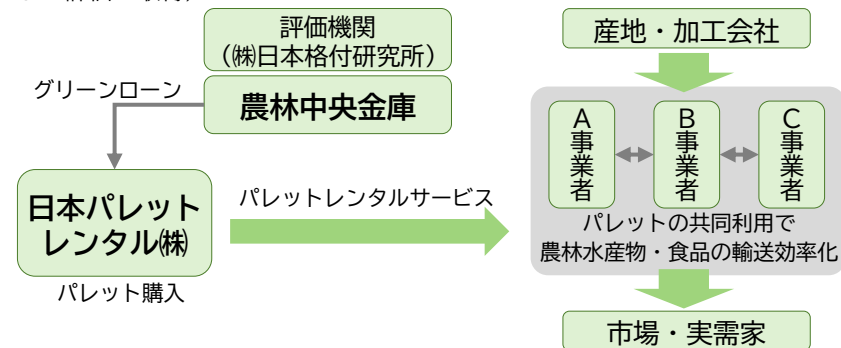 評価機関
(㈱日本格付研究所)
農林中央金庫
グリーンローン
日本パレット
レンタル㈱
パレット購入
パレットレンタルサービス
産地・加工会社
A事業者
B事業者
C事業者
パレットの共同利用で
農林水産物・食品の輸送効率化
市場・実需家